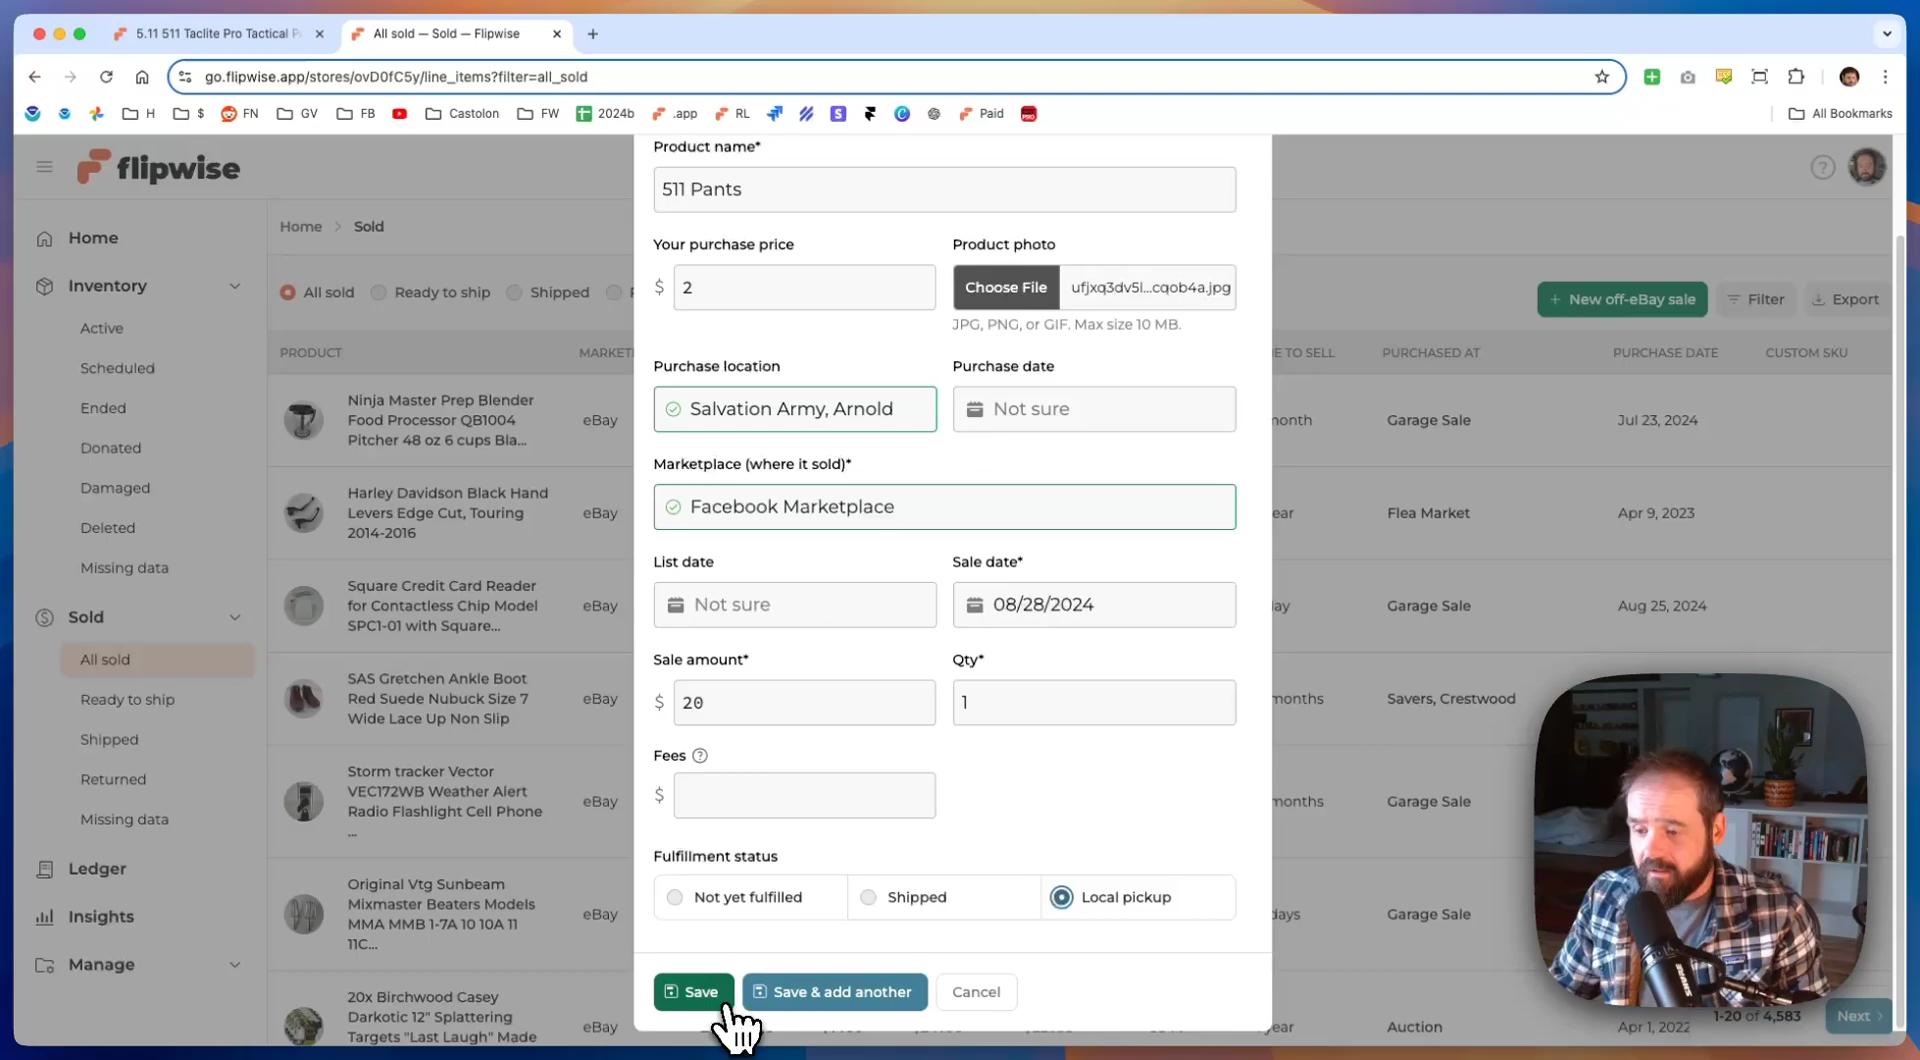 5.11 511 Taclite Pro Tactical P
All sold — Sold — Flipwise
go.flipwise.app/stores/ovD0fC5y/line_items?filter=all_sold
H
$
FN
GV
FB
Castolon
FW
2024b
.app
RL
S
Paid
All Bookmarks
flipwise
Home
Inventory
Active
Scheduled
Ended
Donated
Damaged
Deleted
Missing data
Sold
All sold
Ready to ship
Shipped
Returned
Missing data
Ledger
Insights
Manage
Home > Sold
All sold
Ready to ship
Shipped
+ New off-eBay sale
Filter
Export
PRODUCT
MARKET
E TO SELL
PURCHASED AT
PURCHASE DATE
CUSTOM SKU
Ninja Master Prep Blender
Food Processor QB1004
Pitcher 48 oz 6 cups Bla...
eBay
month
Garage Sale
Jul 23, 2024
Harley Davidson Black Hand
Levers Edge Cut, Touring
2014-2016
eBay
ear
Flea Market
Apr 9, 2023
Square Credit Card Reader
for Contactless Chip Model
SPC1-01 with Square...
eBay
ay
Garage Sale
Aug 25, 2024
SAS Gretchen Ankle Boot
Red Suede Nubuck Size 7
Wide Lace Up Non Slip
eBay
months
Savers, Crestwood
Storm tracker Vector
VEC172WB Weather Alert
Radio Flashlight Cell Phone
...
eBay
months
Garage Sale
Original Vtg Sunbeam
Mixmaster Beaters Models
MMA MMB 1-7A 10 10A 11
11C...
eBay
days
Garage Sale
20x Birchwood Casey
Darkotic 12" Splattering
Targets "Last Laugh" Made
eBay
year
Auction
Apr 1, 2022
1-20 of 4,583
Next >
Product name*
511 Pants
Your purchase price
$ 2
Product photo
Choose File
ufjxq3dv5l...cqob4a.jpg
JPG, PNG, or GIF. Max size 10 MB.
Purchase location
Salvation Army, Arnold
Purchase date
Not sure
Marketplace (where it sold)*
Facebook Marketplace
List date
Not sure
Sale date*
08/28/2024
Sale amount*
$ 20
Qty*
1
Fees ?
$
Fulfillment status
Not yet fulfilled
Shipped
Local pickup
Save
Save & add another
Cancel